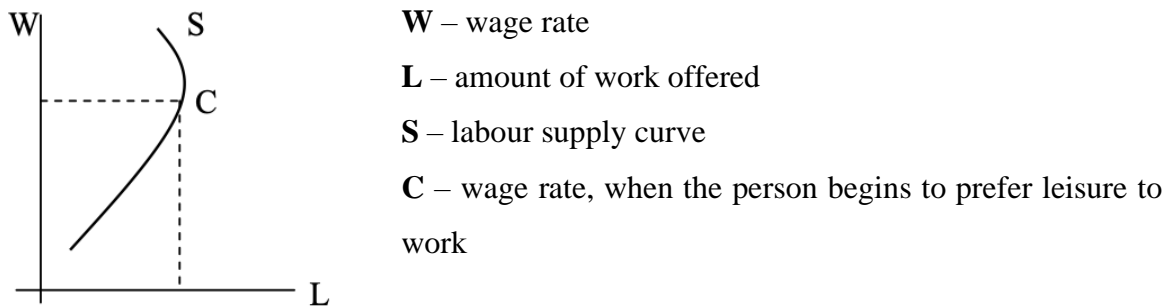 W
S
C
L
W – wage rate
L – amount of work offered
S – labour supply curve
C – wage rate, when the person begins to prefer leisure to
work